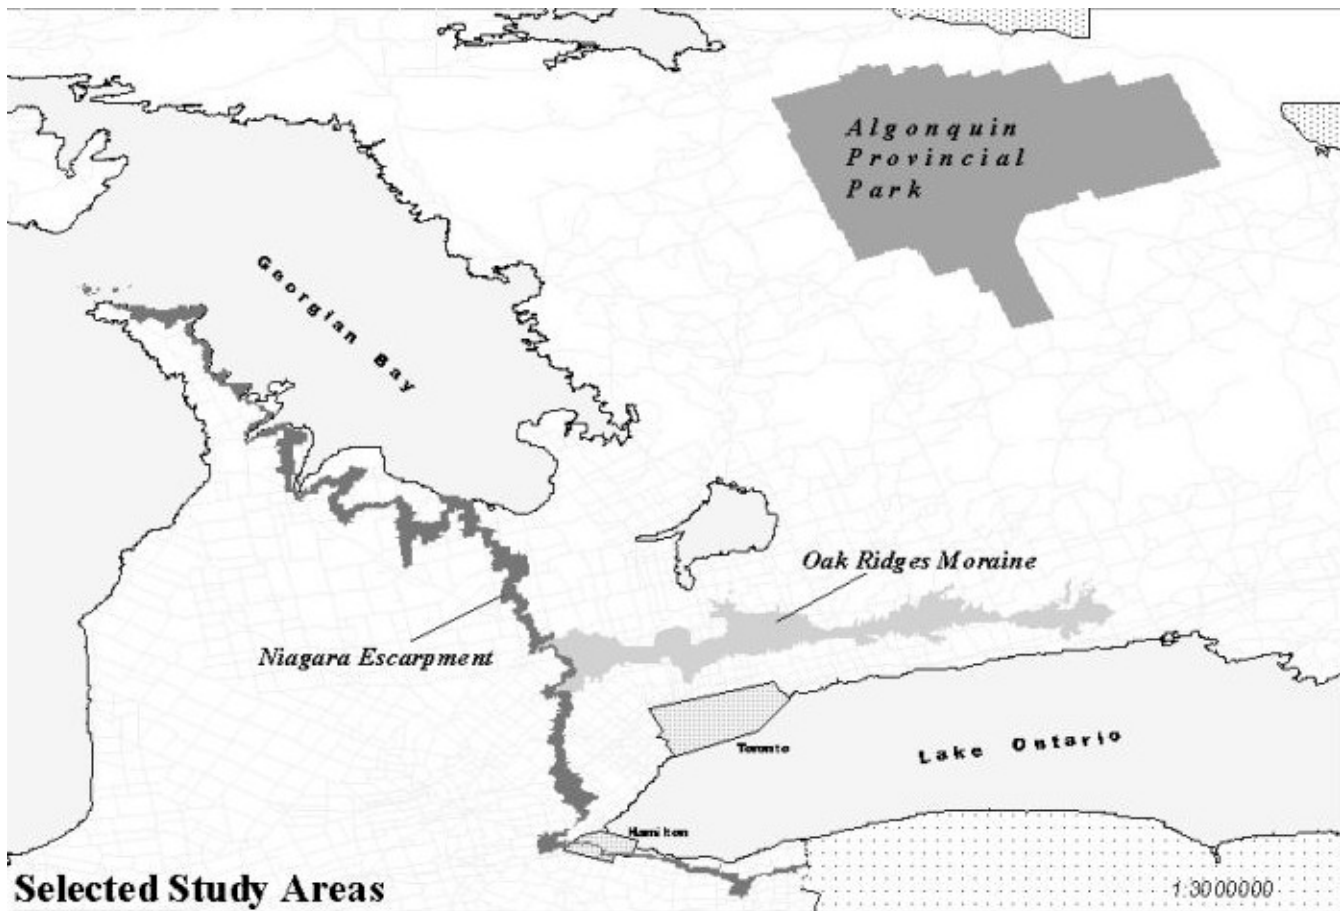 Algonquin
Provincial
Park
Georgian Bay
Oak Ridges Moraine
Niagara Escarpment
Toronto
Lake Ontario
Hamilton
Selected Study Areas
1:3000000